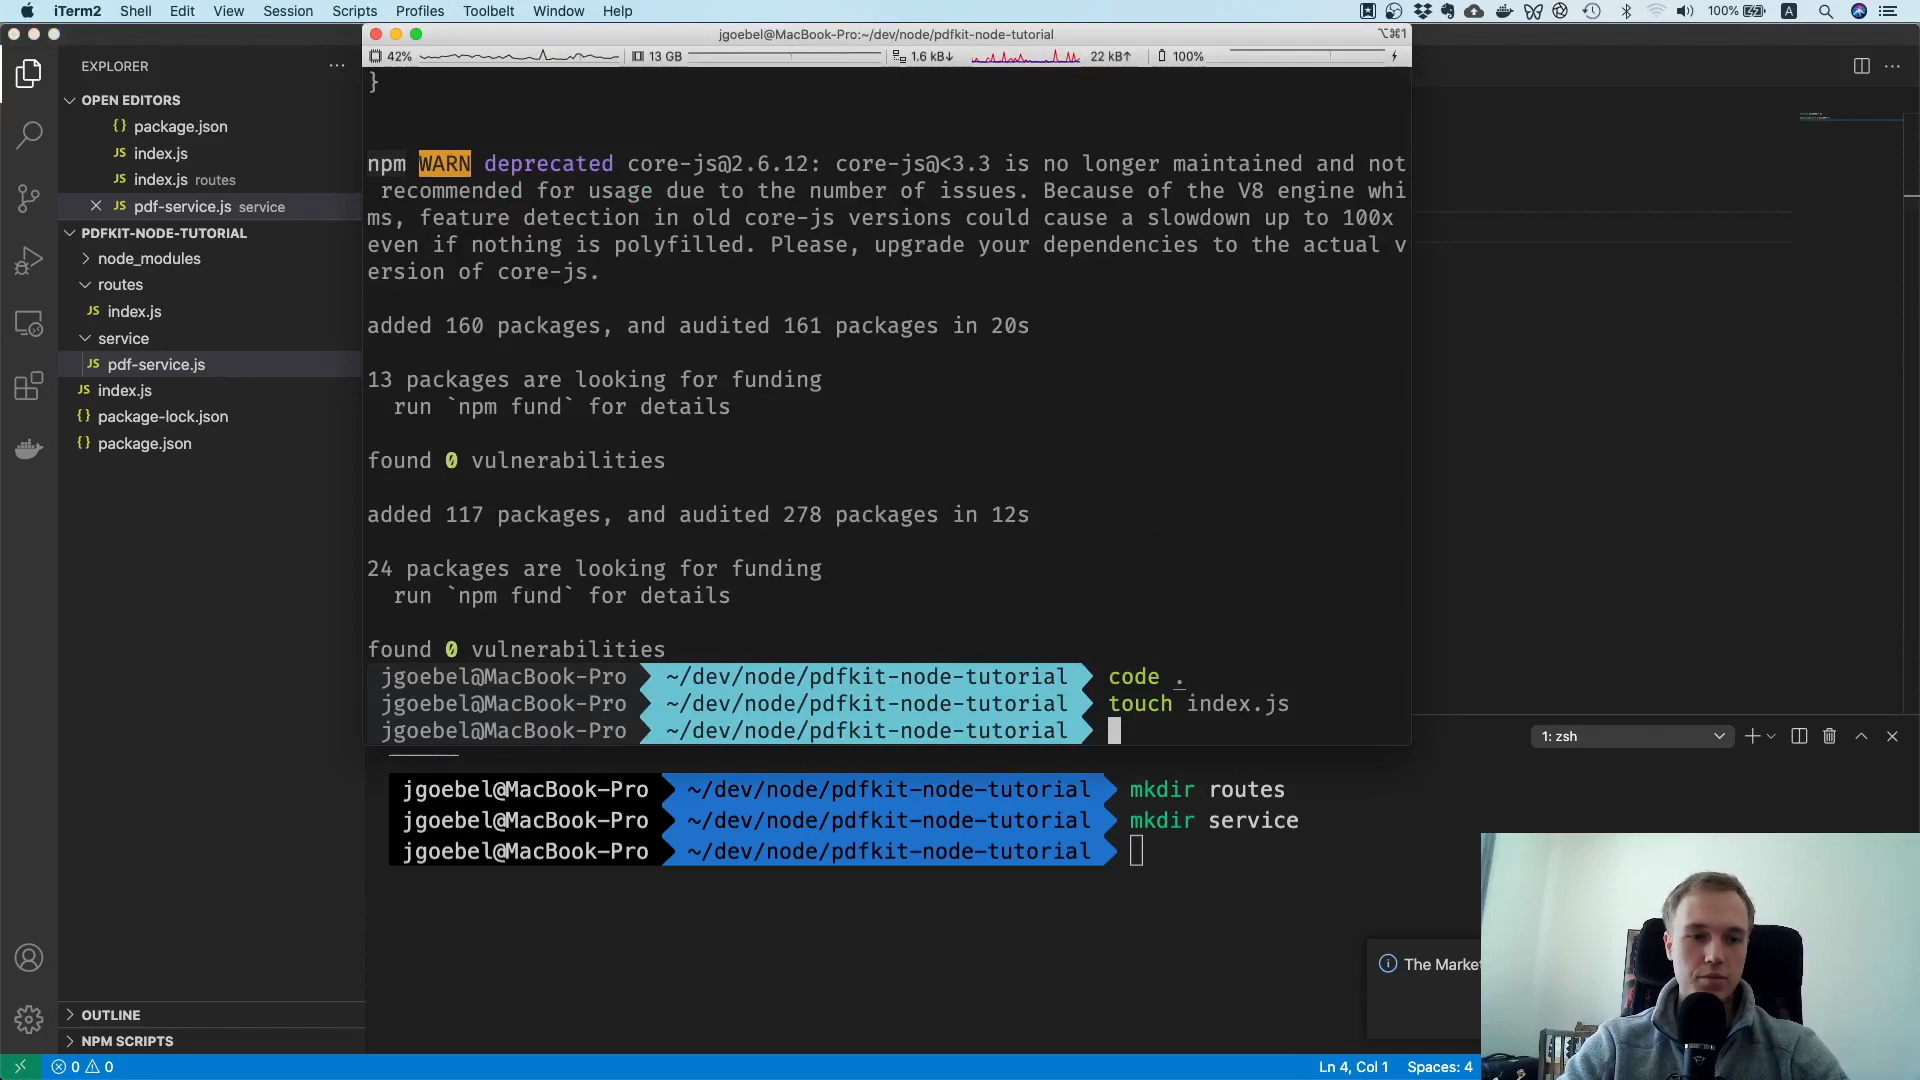 iTerm2 Shell Edit View Session Scripts Profiles Toolbelt Window Help 100%
jgoebel@MacBook-Pro:~/dev/node/pdfkit-node-tutorial ⌥⌘1
42% 13 GB 1.6 kB↓ 22 kB↑ 100%
EXPLORER
OPEN EDITORS
{} package.json
JS index.js
JS index.js routes
JS pdf-service.js service
PDFKIT-NODE-TUTORIAL
node_modules
routes
JS index.js
service
JS pdf-service.js
JS index.js
{} package-lock.json
{} package.json
OUTLINE
NPM SCRIPTS
}
npm WARN deprecated core-js@2.6.12: core-js@<3.3 is no longer maintained and not
recommended for usage due to the number of issues. Because of the V8 engine whi
ms, feature detection in old core-js versions could cause a slowdown up to 100x
even if nothing is polyfilled. Please, upgrade your dependencies to the actual v
ersion of core-js.
added 160 packages, and audited 161 packages in 20s
13 packages are looking for funding
run `npm fund` for details
found 0 vulnerabilities
added 117 packages, and audited 278 packages in 12s
24 packages are looking for funding
run `npm fund` for details
found 0 vulnerabilities
jgoebel@MacBook-Pro ~/dev/node/pdfkit-node-tutorial code .
jgoebel@MacBook-Pro ~/dev/node/pdfkit-node-tutorial touch index.js
jgoebel@MacBook-Pro ~/dev/node/pdfkit-node-tutorial
1: zsh
jgoebel@MacBook-Pro ~/dev/node/pdfkit-node-tutorial mkdir routes
jgoebel@MacBook-Pro ~/dev/node/pdfkit-node-tutorial mkdir service
jgoebel@MacBook-Pro ~/dev/node/pdfkit-node-tutorial
The Marke
0 0 Ln 4, Col 1 Spaces: 4